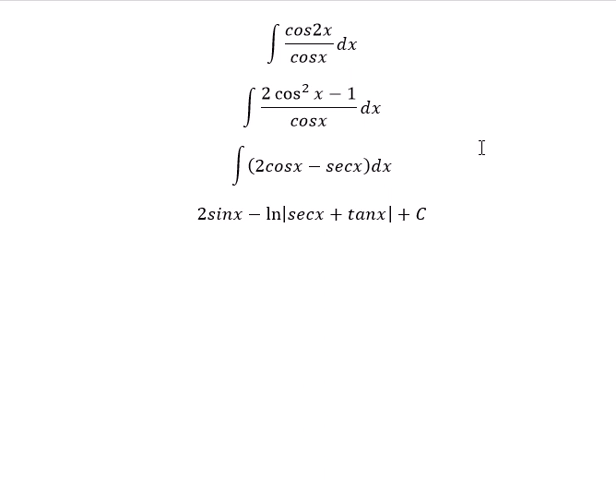 ∫ cos2x / cosx dx
∫ 2 cos² x − 1 / cosx dx
∫ (2cosx − secx)dx
2sinx − ln|secx + tanx| + C